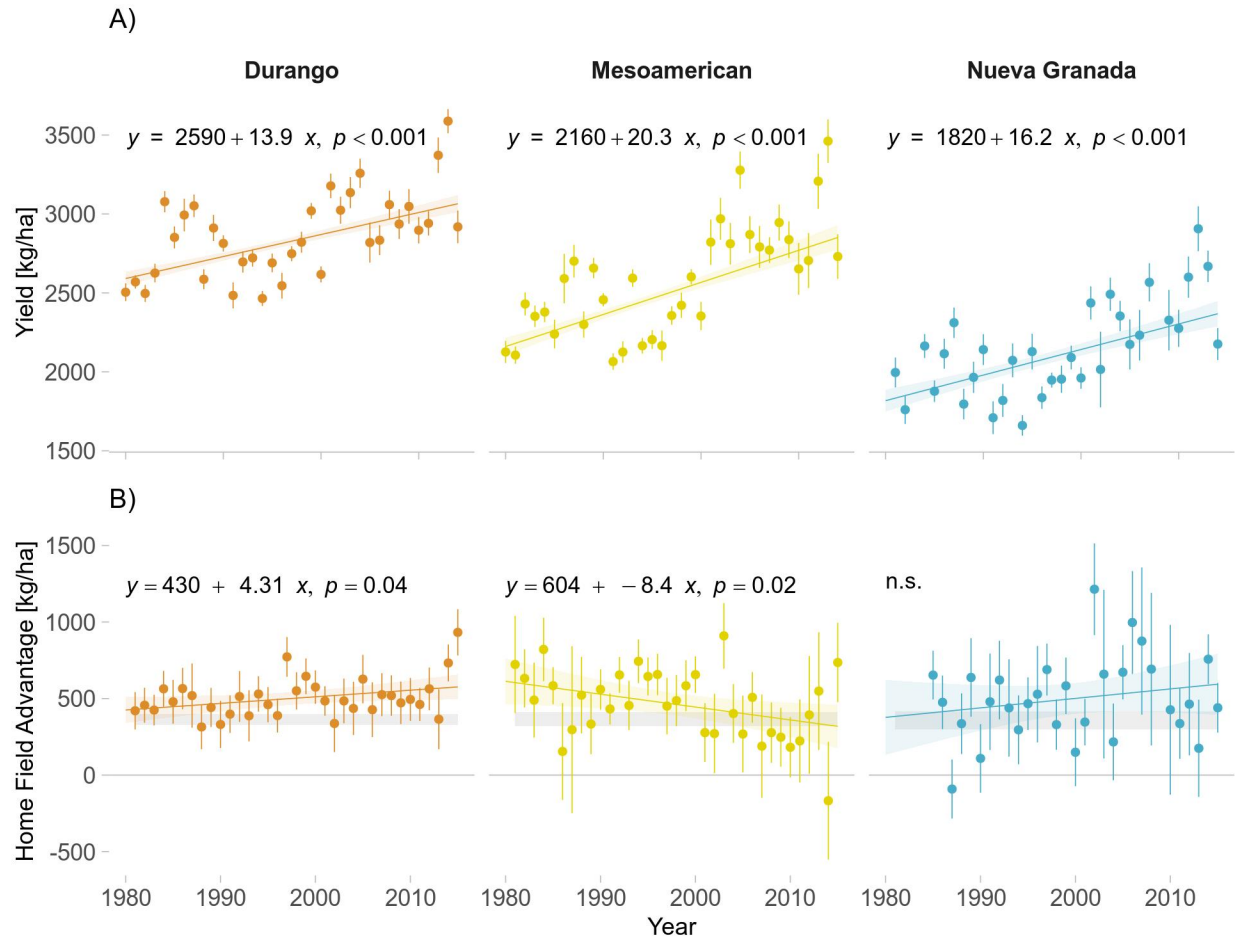 A)
Durango Mesoamerican Nueva Granada
y = 2590 + 13.9 x, p < 0.001 y = 2160 + 20.3 x, p < 0.001 y = 1820 + 16.2 x, p < 0.001
Yield [kg/ha]
3500
3000
2500
2000
1500
B)
y = 430 + 4.31 x, p = 0.04 y = 604 + −8.4 x, p = 0.02 n.s.
Home Field Advantage [kg/ha]
1500
1000
500
0
-500
1980 1990 2000 2010 1980 1990 2000 2010 1980 1990 2000 2010
Year